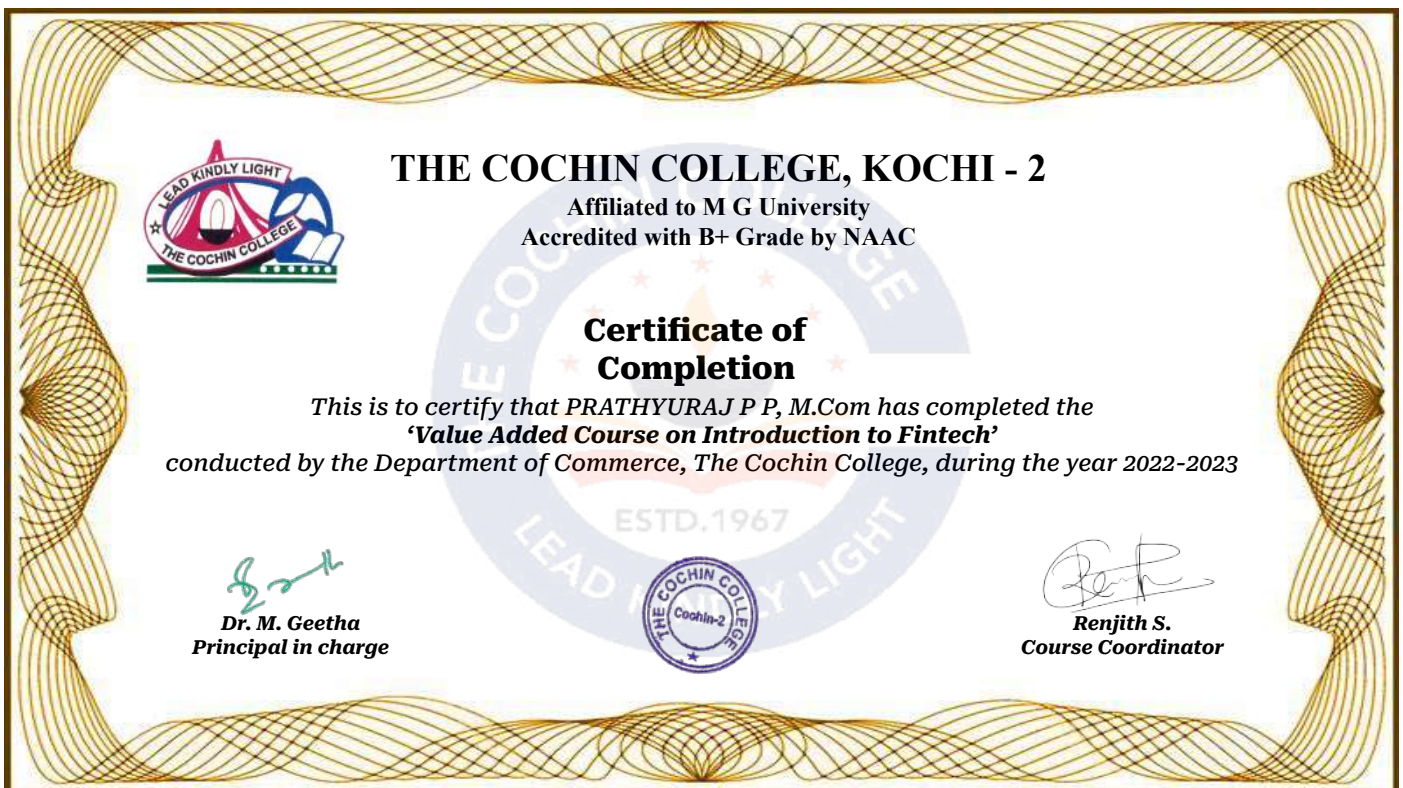 LEAD KINDLY LIGHT
THE COCHIN COLLEGE
THE COCHIN COLLEGE, KOCHI - 2
Affiliated to M G University
Accredited with B+ Grade by NAAC
THE COCHIN COLLEGE
Certificate of
Completion
This is to certify that PRATHYURAJ P P, M.Com has completed the
‘Value Added Course on Introduction to Fintech’
conducted by the Department of Commerce, The Cochin College, during the year 2022-2023
ESTD.1967
LEAD KINDLY LIGHT
THE COCHIN COLLEGE
Cochin-2
Dr. M. Geetha
Principal in charge
Renjith S.
Course Coordinator